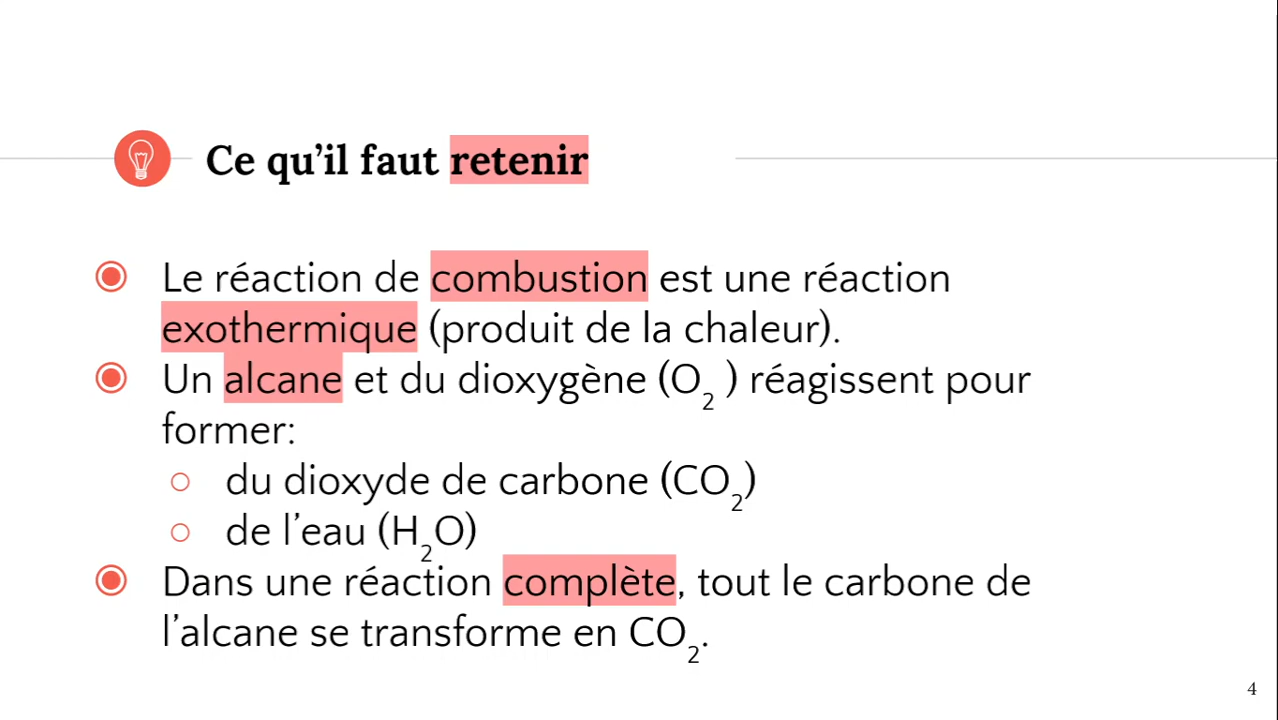 Ce qu’il faut retenir
Le réaction de combustion est une réaction
exothermique (produit de la chaleur).
Un alcane et du dioxygène (O₂ ) réagissent pour
former:
du dioxyde de carbone (CO₂)
de l’eau (H₂O)
Dans une réaction complète, tout le carbone de
l’alcane se transforme en CO₂.
4